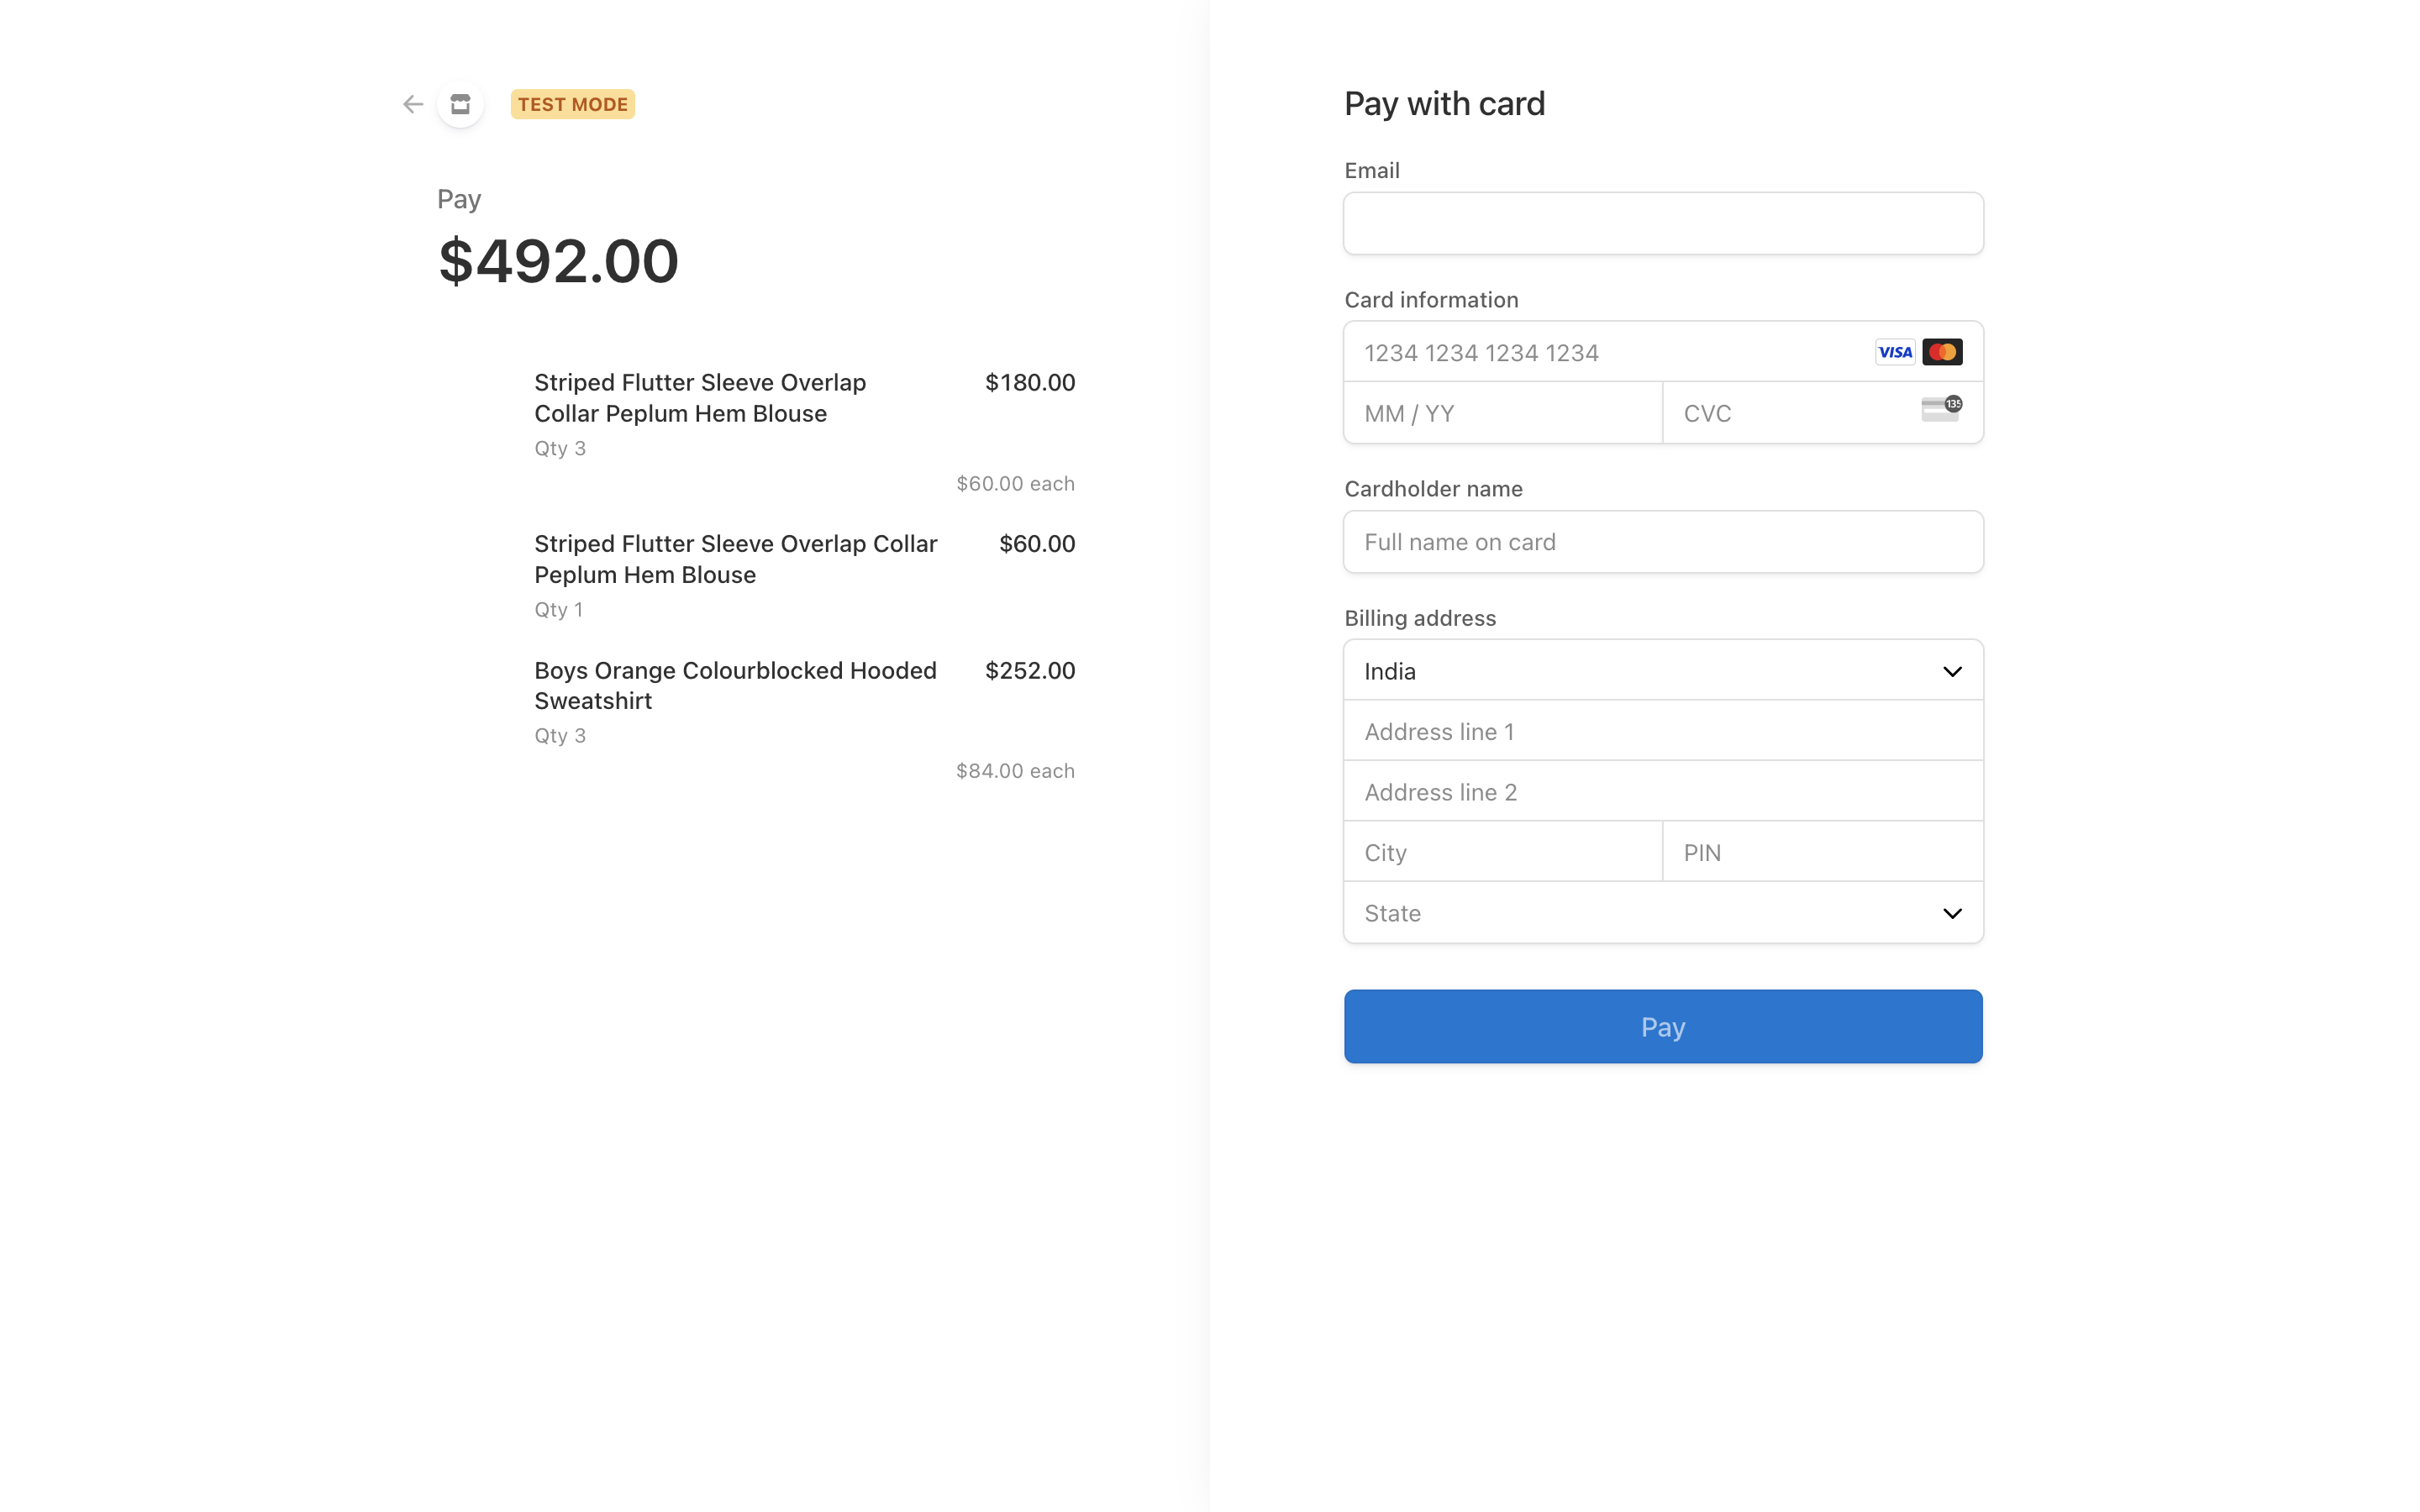 TEST MODE
Pay
$492.00
Striped Flutter Sleeve Overlap
Collar Peplum Hem Blouse
$180.00
Qty 3
$60.00 each
Striped Flutter Sleeve Overlap Collar
Peplum Hem Blouse
$60.00
Qty 1
Boys Orange Colourblocked Hooded
Sweatshirt
$252.00
Qty 3
$84.00 each
Pay with card
Email
Card information
1234 1234 1234 1234
VISA
MM / YY
CVC
135
Cardholder name
Full name on card
Billing address
India
Address line 1
Address line 2
City
PIN
State
Pay